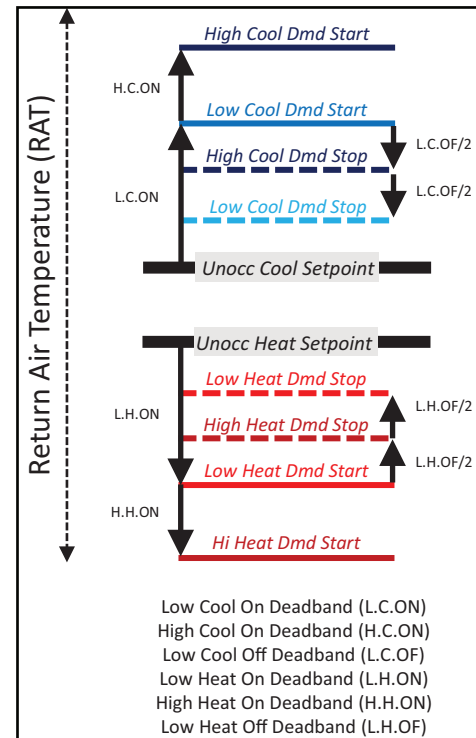 Return Air Temperature (RAT)
High Cool Dmd Start
H.C.ON
Low Cool Dmd Start
L.C.OF/2
High Cool Dmd Stop
L.C.ON
L.C.OF/2
Low Cool Dmd Stop
Unocc Cool Setpoint
Unocc Heat Setpoint
Low Heat Dmd Stop
L.H.ON
L.H.OF/2
High Heat Dmd Stop
L.H.OF/2
Low Heat Dmd Start
H.H.ON
Hi Heat Dmd Start
Low Cool On Deadband (L.C.ON)
High Cool On Deadband (H.C.ON)
Low Cool Off Deadband (L.C.OF)
Low Heat On Deadband (L.H.ON)
High Heat On Deadband (H.H.ON)
Low Heat Off Deadband (L.H.OF)